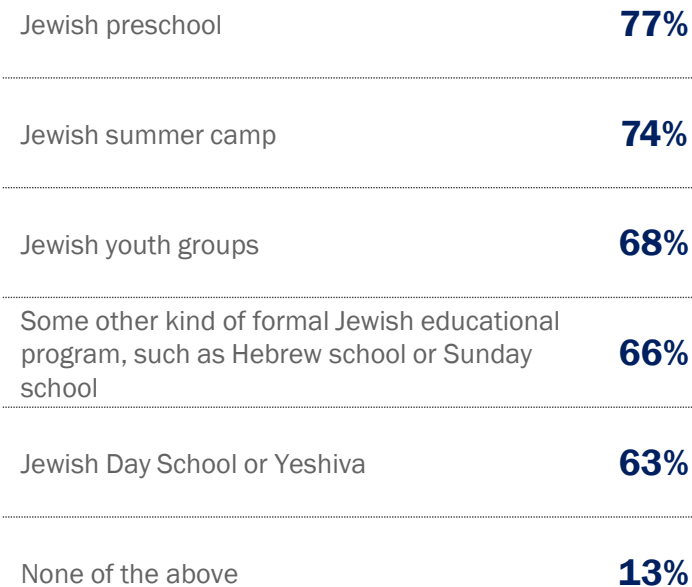 Jewish preschool 77%
Jewish summer camp 74%
Jewish youth groups 68%
Some other kind of formal Jewish educational
program, such as Hebrew school or Sunday 66%
school
Jewish Day School or Yeshiva 63%
None of the above 13%